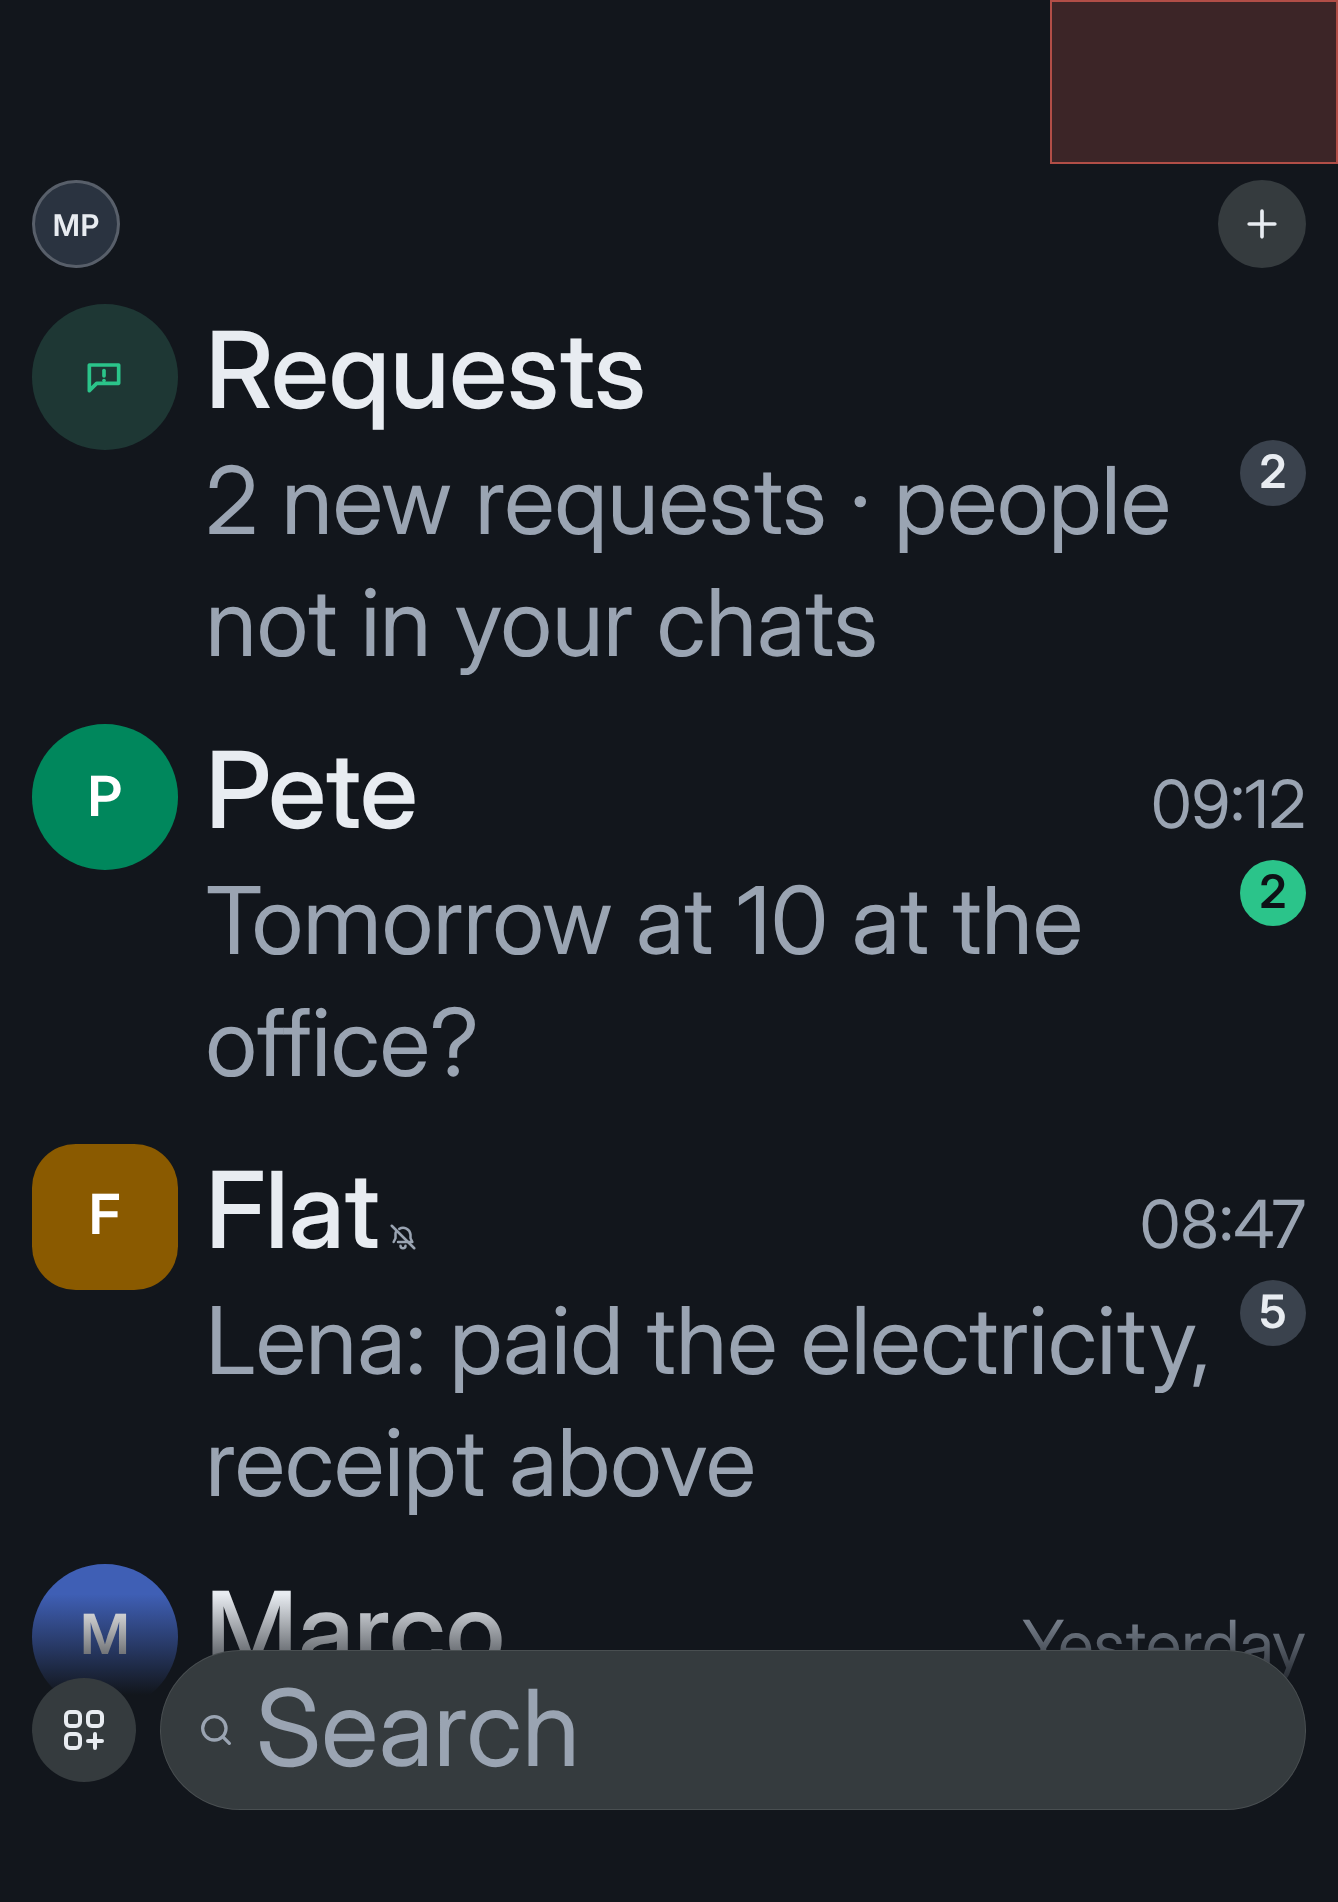 MP
Requests
2 new requests · people
2
not in your chats
P
Pete
09:12
Tomorrow at 10 at the
2
office?
F
Flat
08:47
Lena: paid the electricity,
5
receipt above
M
Marco
Yesterday
Search